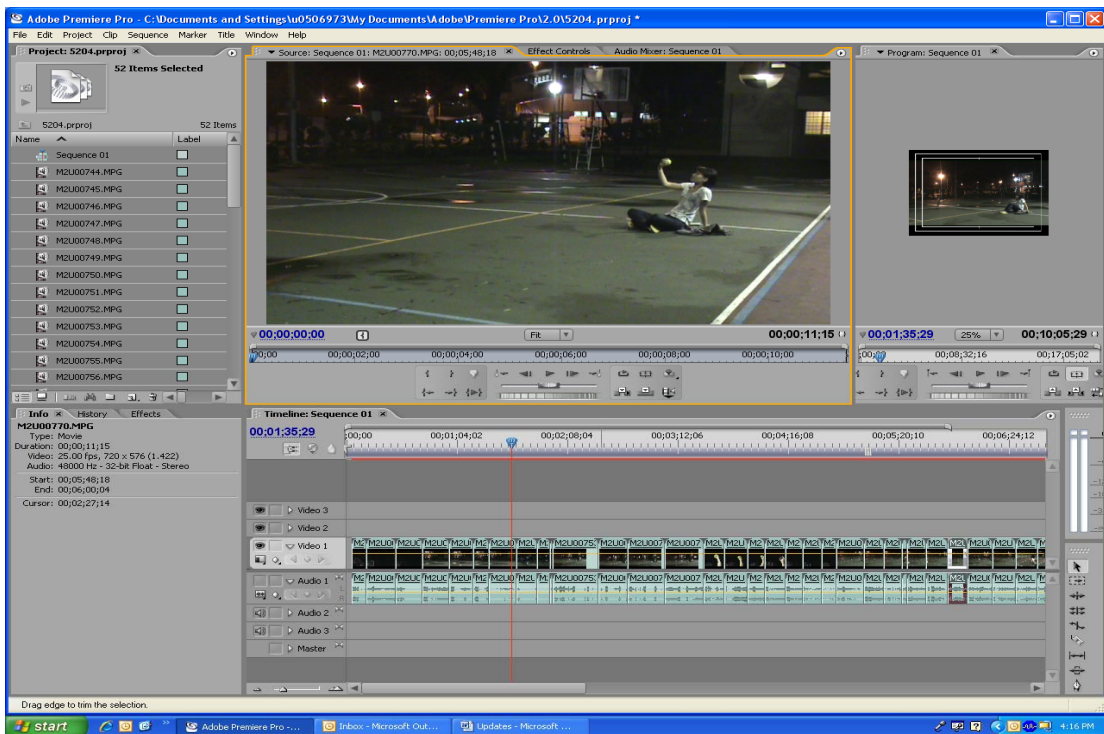 Adobe Premiere Pro - C:\Documents and Settings\u0506973\My Documents\Adobe\Premiere Pro\2.0\5204.prproj *
File Edit Project Clip Sequence Marker Title Window Help
Project: 5204.prproj
52 Items Selected
5204.prproj 52 Items
Name Label
Sequence 01
M2U00744.MPG
M2U00745.MPG
M2U00746.MPG
M2U00747.MPG
M2U00748.MPG
M2U00749.MPG
M2U00750.MPG
M2U00751.MPG
M2U00752.MPG
M2U00753.MPG
M2U00754.MPG
M2U00755.MPG
M2U00756.MPG
Source: Sequence 01: M2U00770.MPG: 00;05;48;18 Effect Controls Audio Mixer: Sequence 01
00;00;00;00 Fit 00;00;11;15
00;00 00;00;02;00 00;00;04;00 00;00;06;00 00;00;08;00 00;00;10;00
Program: Sequence 01
00;01;35;29 25% 00;10;05;29
;00;00 00;08;32;16 00;17;05;02
Info History Effects
M2U00770.MPG
Type: Movie
Duration: 00;00;11;15
Video: 25.00 fps, 720 x 576 (1.422)
Audio: 48000 Hz - 32-bit Float - Stereo
Start: 00;05;48;18
End: 00;06;00;04
Cursor: 00;02;27;14
Timeline: Sequence 01
00;01;35;29
;00;00 00;01;04;02 00;02;08;04 00;03;12;06 00;04;16;08 00;05;20;10 00;06;24;12
Video 3
Video 2
Video 1
Audio 1
Audio 2
Audio 3
Master
Drag edge to trim the selection.
start Adobe Premiere Pro -... Inbox - Microsoft Out... Updates - Microsoft ... 4:16 PM